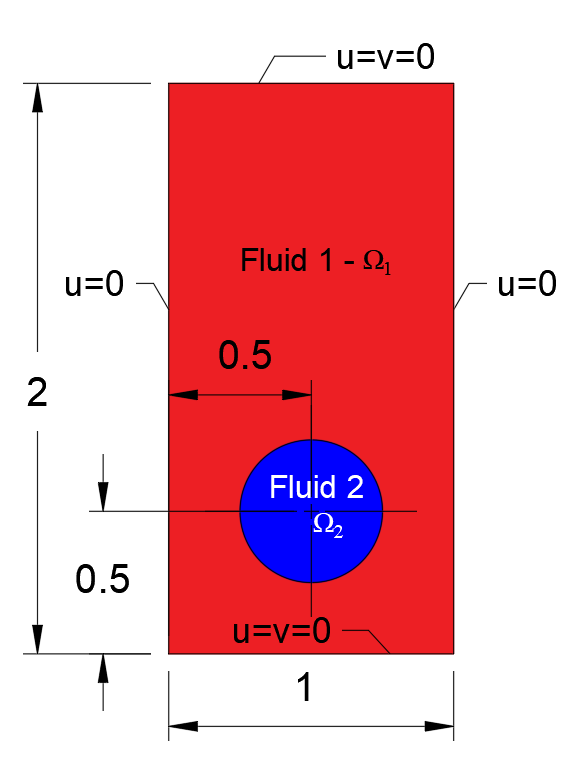 u=v=0
Fluid 1 - Ω₁
u=0
u=0
0.5
2
Fluid 2
Ω₂
0.5
u=v=0
1